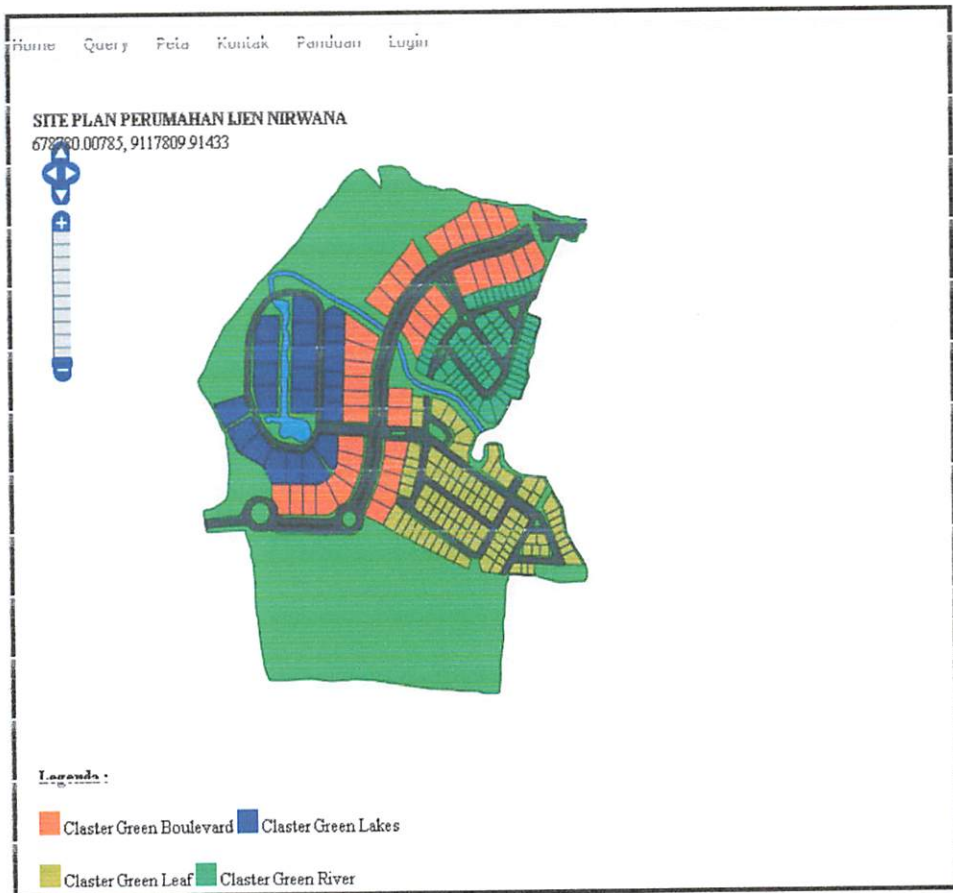 Home Query Peta Kontak Panduan Login
SITE PLAN PERUMAHAN IJEN NIRWANA
678780.00785, 9117809.91433
Legenda :
Claster Green Boulevard Claster Green Lakes
Claster Green Leaf Claster Green River